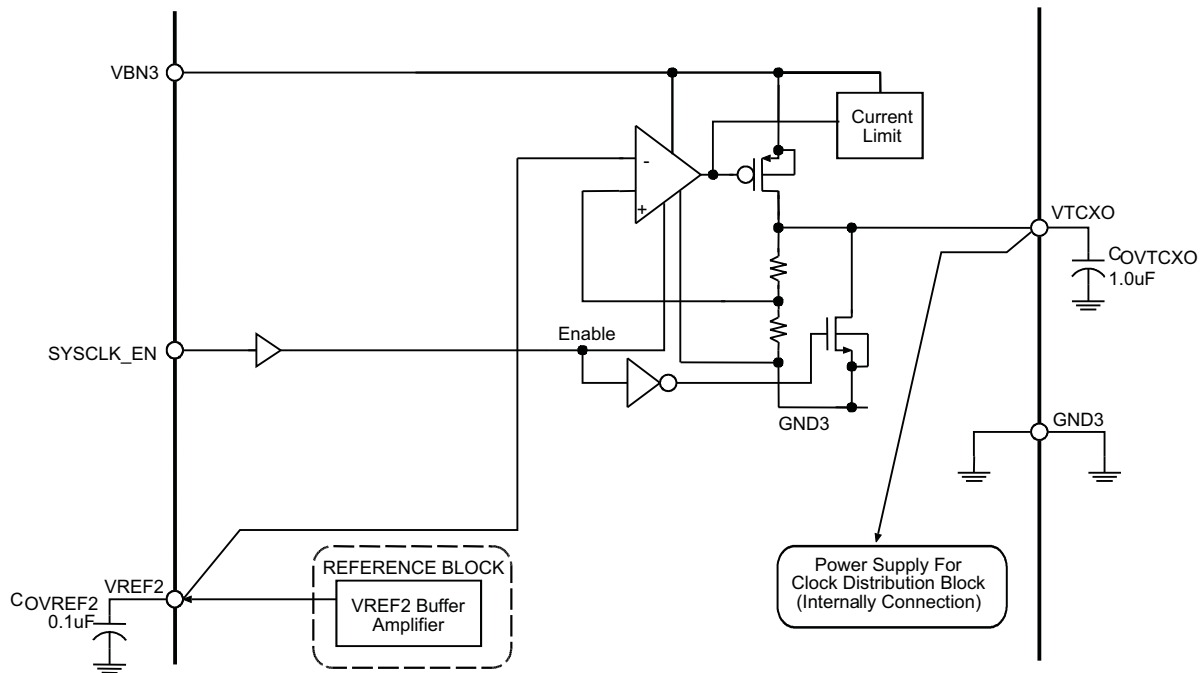 VBN3
Current
Limit
-
+
VTCXO
COVTCXO
1.0uF
Enable
SYSCLK_EN
GND3
GND3
REFERENCE BLOCK
VREF2 Buffer
Amplifier
VREF2
COVREF2
0.1uF
Power Supply For
Clock Distribution Block
(Internally Connection)